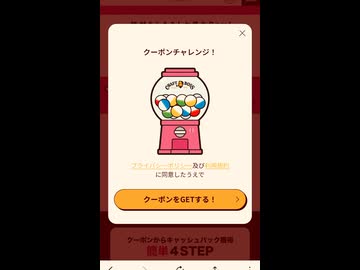 クーポンチャレンジ！
プライバシーポリシー及び利用規約
に同意したうえで
クーポンをGETする！
クーポンからキャッシュバック獲得
簡単4STEP